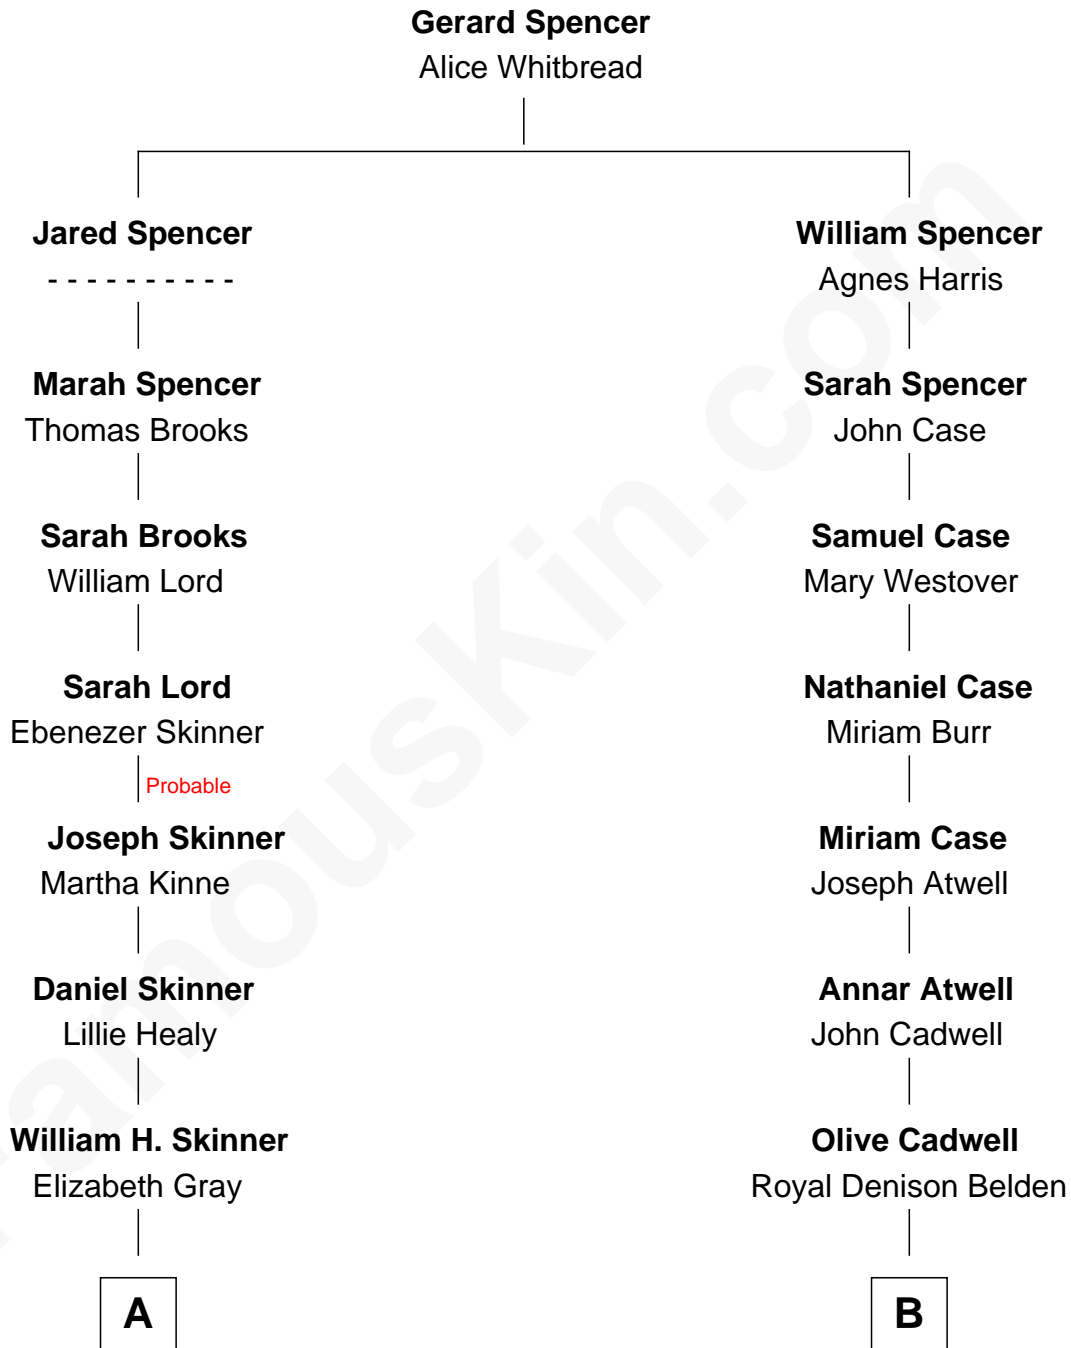 Gerard Spencer
Alice Whitbread
Jared Spencer
- - - - - - - - - -
Marah Spencer
Thomas Brooks
Sarah Brooks
William Lord
Sarah Lord
Ebenezer Skinner
Probable
Joseph Skinner
Martha Kinne
Daniel Skinner
Lillie Healy
William H. Skinner
Elizabeth Gray
A
William Spencer
Agnes Harris
Sarah Spencer
John Case
Samuel Case
Mary Westover
Nathaniel Case
Miriam Burr
Miriam Case
Joseph Atwell
Annar Atwell
John Cadwell
Olive Cadwell
Royal Denison Belden
B
FamousKin.com